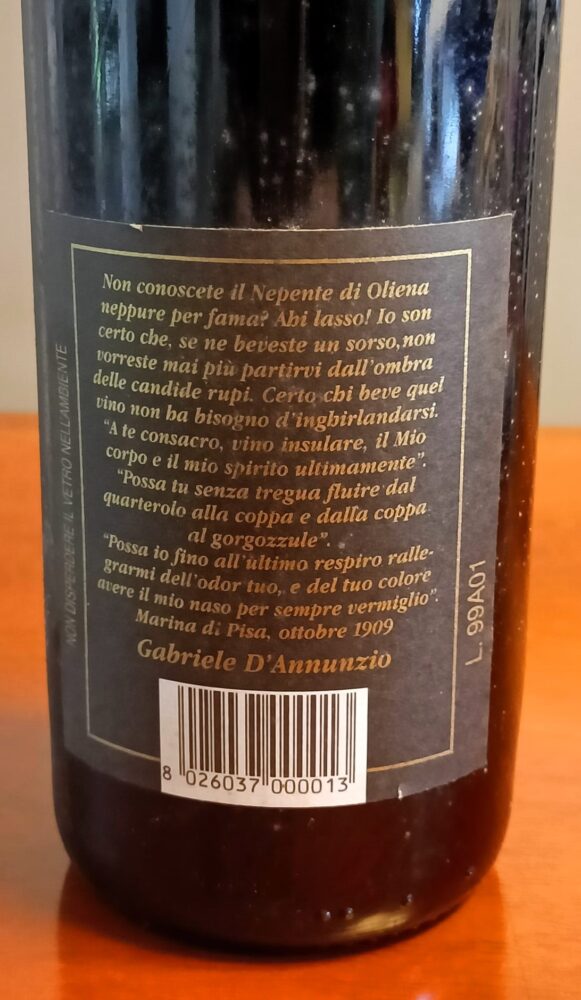 Non conoscete il Nepente di Oliena
neppure per fama? Ahi lasso! Io son
certo che, se ne beveste un sorso, non
vorreste mai più partirvi dall'ombra
delle candide rupi. Certo chi beve quel
vino non ha bisogno d'inghirlandarsi.
"A te consacro, vino insulare, il Mio
corpo e il mio spirito ultimamente".
"Possa tu senza tregua fluire dal
quarterolo alla coppa e dalla coppa
al gorgozzule".
"Possa io fino all'ultimo respiro ralle-
grarmi dell'odor tuo, e del tuo colore
avere il mio naso per sempre vermiglio".
Marina di Pisa, ottobre 1909
Gabriele D'Annunzio
NON DISPERDERE IL VETRO NELL'AMBIENTE
L. 99A01
8 026037 000013